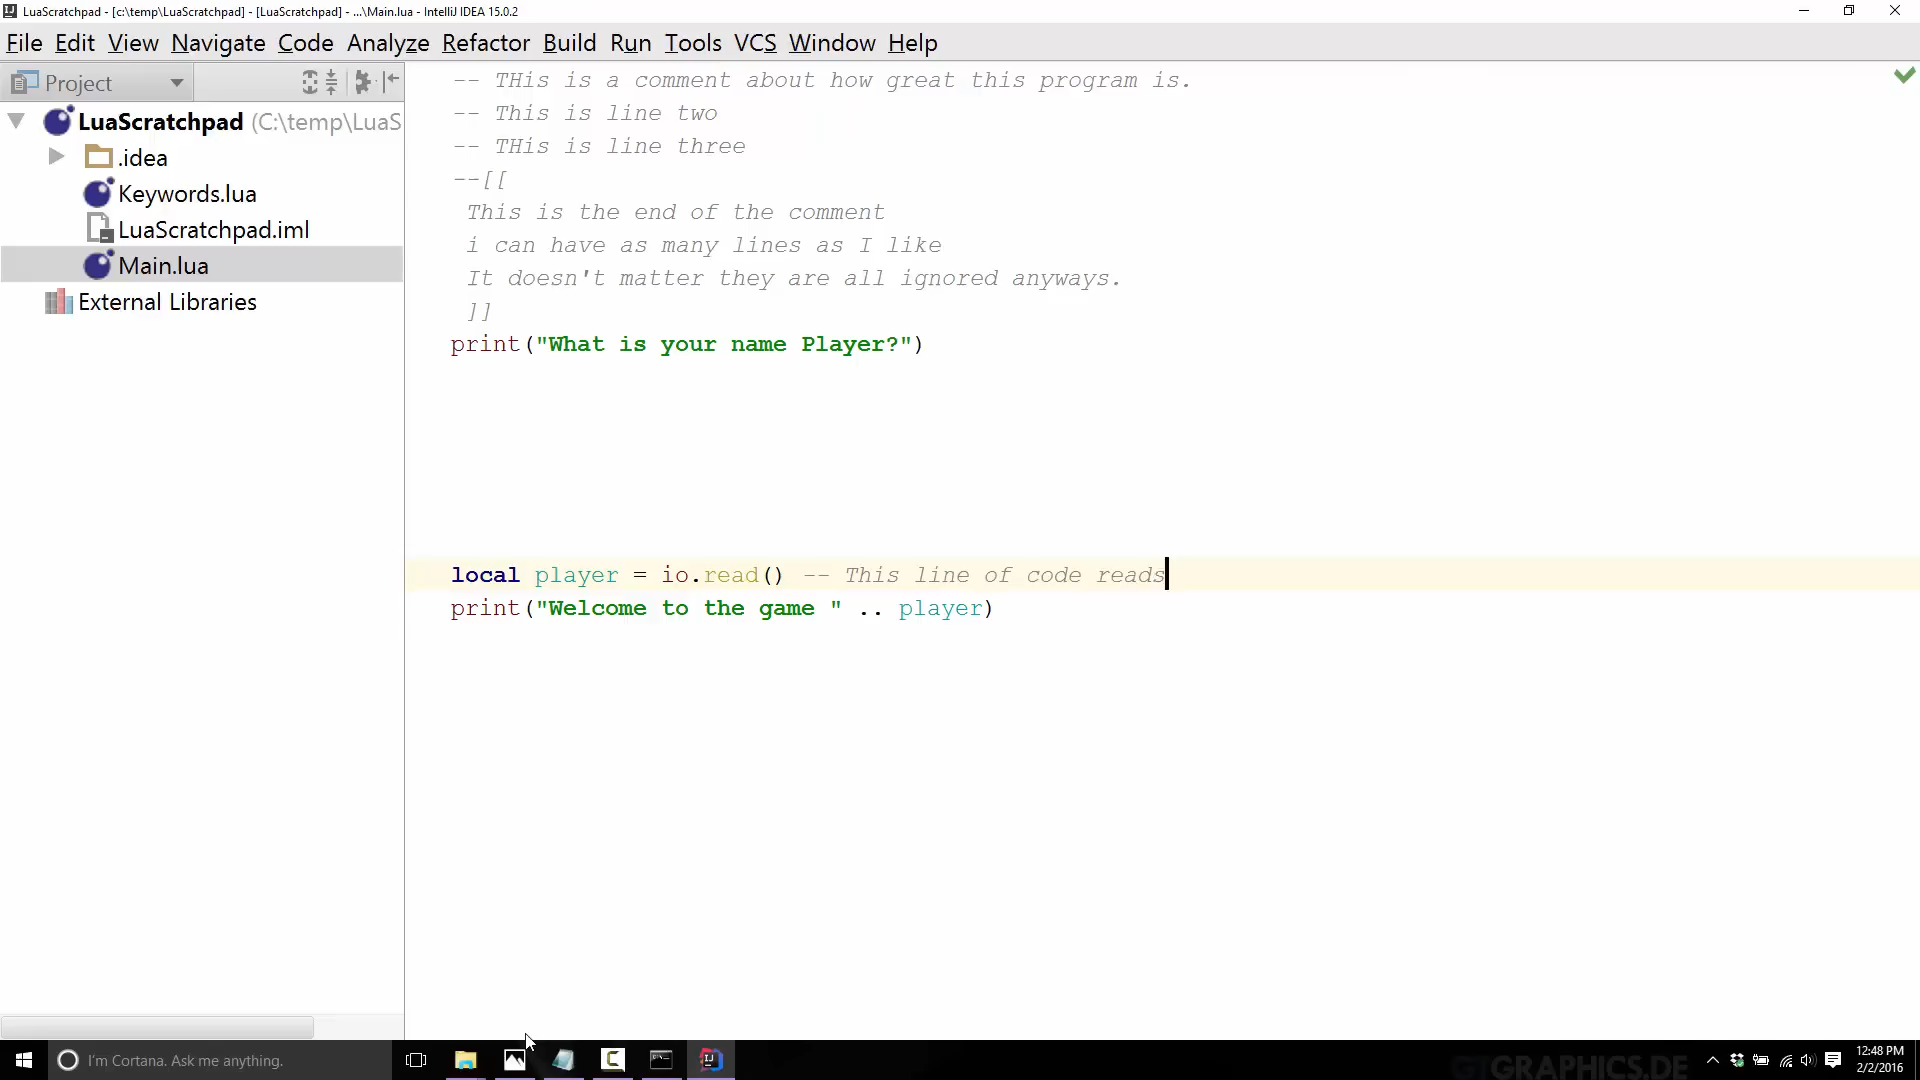 LuaScratchpad - [c:\temp\LuaScratchpad] - [LuaScratchpad] - ...\Main.lua - IntelliJ IDEA 15.0.2
File Edit View Navigate Code Analyze Refactor Build Run Tools VCS Window Help
Project
LuaScratchpad (C:\temp\LuaS
.idea
Keywords.lua
LuaScratchpad.iml
Main.lua
External Libraries
-- THis is a comment about how great this program is.
-- This is line two
-- THis is line three
--[[
This is the end of the comment
i can have as many lines as I like
It doesn't matter they are all ignored anyways.
]]
print("What is your name Player?")
local player = io.read() -- This line of code reads
print("Welcome to the game " .. player)
I'm Cortana. Ask me anything.
GTGRAPHICS.DE
12:48 PM
2/2/2016